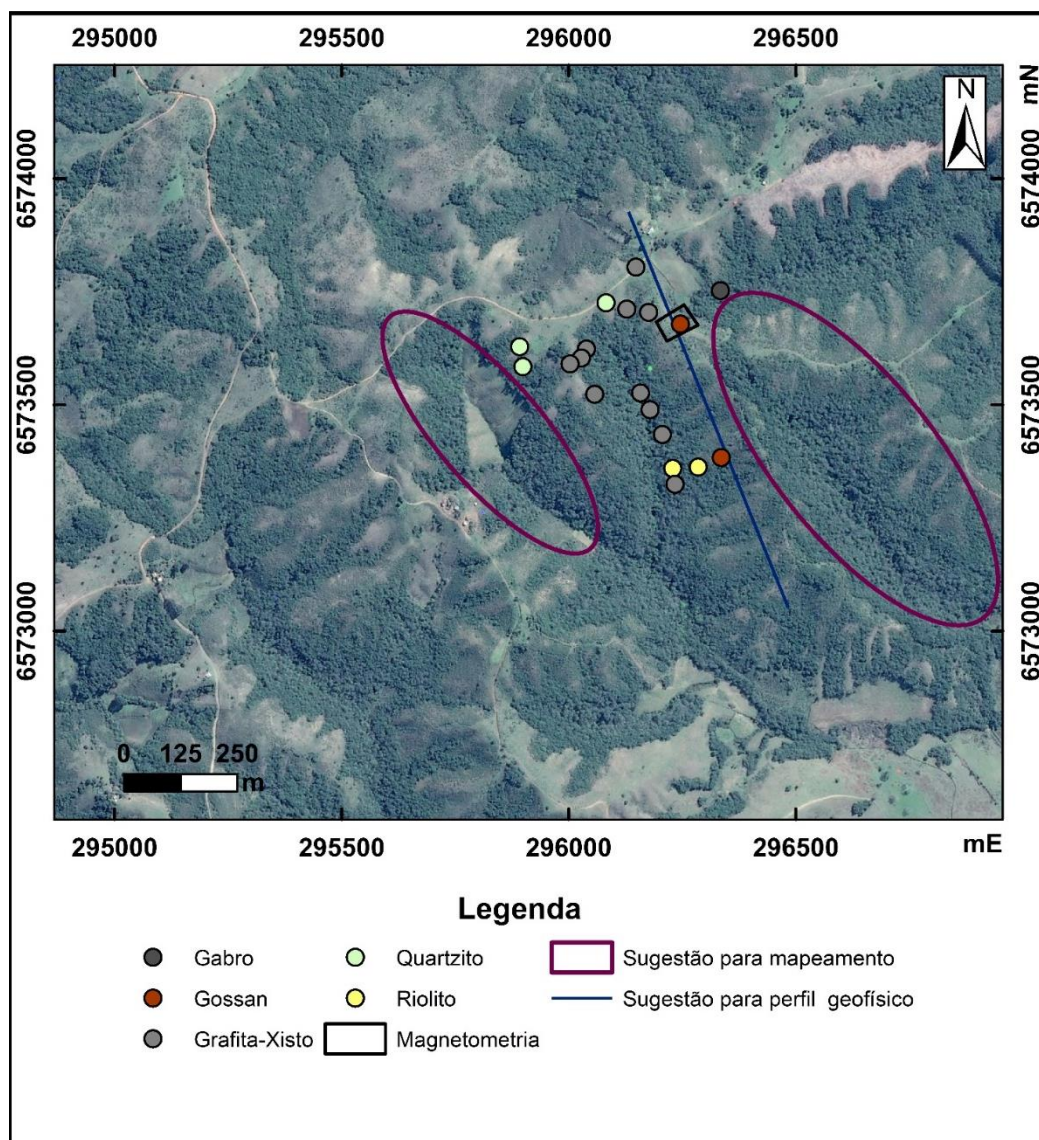 295000 295500 296000 296500
mN
N
6574000 6574000
6573500 6573500
6573000 6573000
0 125 250
m
295000 295500 296000 296500 mE
Legenda
Gabro Quartzito Sugestão para mapeamento
Gossan Riolito Sugestão para perfil geofísico
Grafita-Xisto Magnetometria